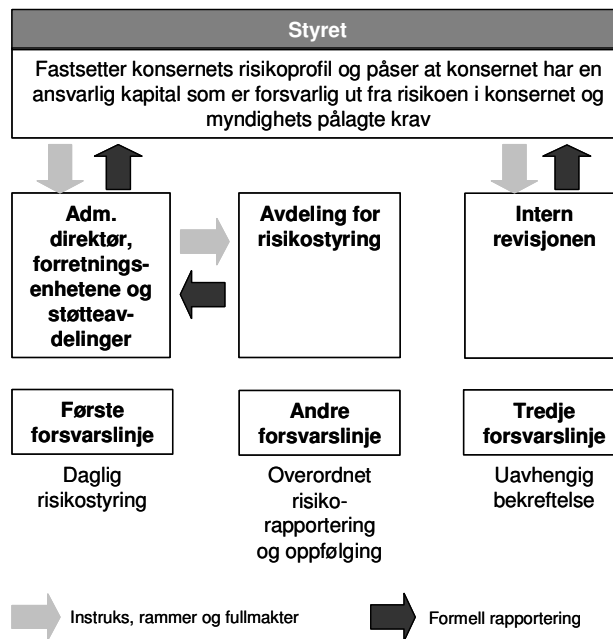 Styret
Fastsetter konsernets risikoprofil og påser at konsernet har en
ansvarlig kapital som er forsvarlig ut fra risikoen i konsernet og
myndighets pålagte krav
Adm.
direktør,
forretnings-
enhetene og
støtteav-
delinger
Avdeling for
risikostyring
Intern
revisjonen
Første
forsvarslinje
Andre
forsvarslinje
Tredje
forsvarslinje
Daglig
risikostyring
Overordnet
risiko-
rapportering
og oppfølging
Uavhengig
bekreftelse
Instruks, rammer og fullmakter
Formell rapportering